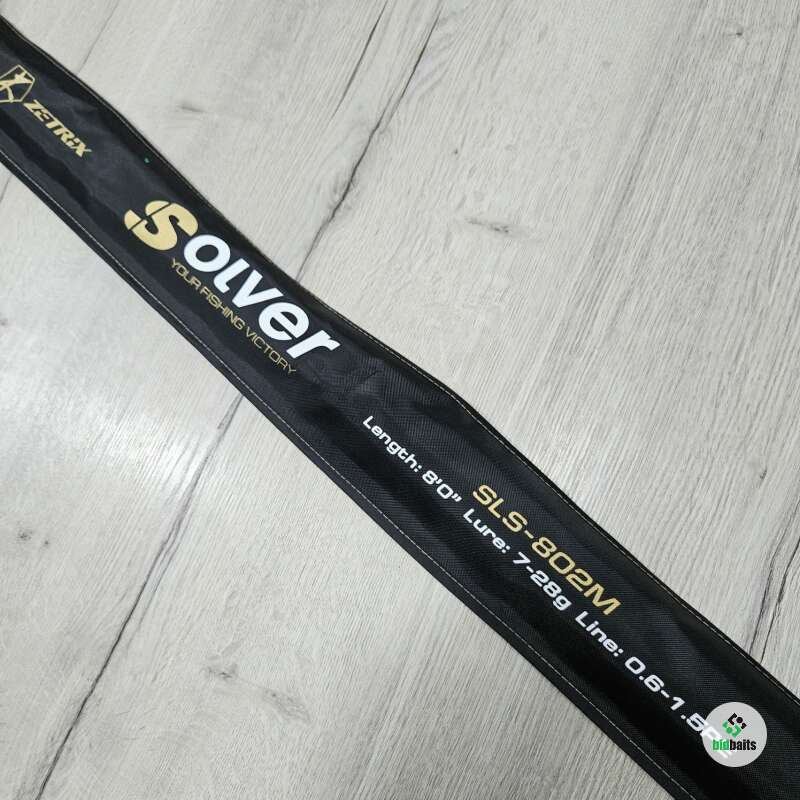 ZETRIX
Solver
YOUR FISHING VICTORY
SLS-802M
Length: 8'0" Lure: 7-28g Line: 0.6-1.5
bidbaits